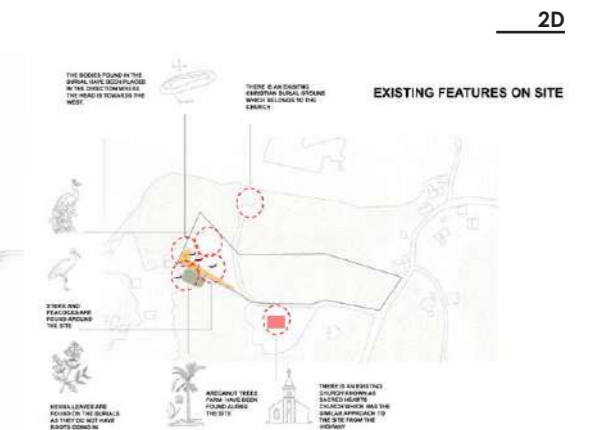 2D
EXISTING FEATURES ON SITE
THE BODIES FOUND IN THE
BURIAL HAVE BEEN PLACED
IN THE DIRECTION WHERE
THE HEAD IS TOWARDS THE
WEST.
THERE IS AN EXISTING
CHRISTIAN BURIAL GROUND
WHICH BELONGS TO THE
CHURCH
STORK AND
PEACOCKS ARE
FOUND AROUND
THE SITE
HENNA LEAVES ARE
FOUND ON THE BURIALS
AS THEY DO NOT HAVE
ROOTS GOING IN
ARECANUT TREES
FARM HAVE BEEN
FOUND ALONG
THE SITE
THERE IS AN EXISTING
CHURCH KNOWN AS
SACRED HEARTS
CHURCH WHICH HAS THE
SIMILAR APPROACH TO
THE SITE FROM THE
HIGHWAY